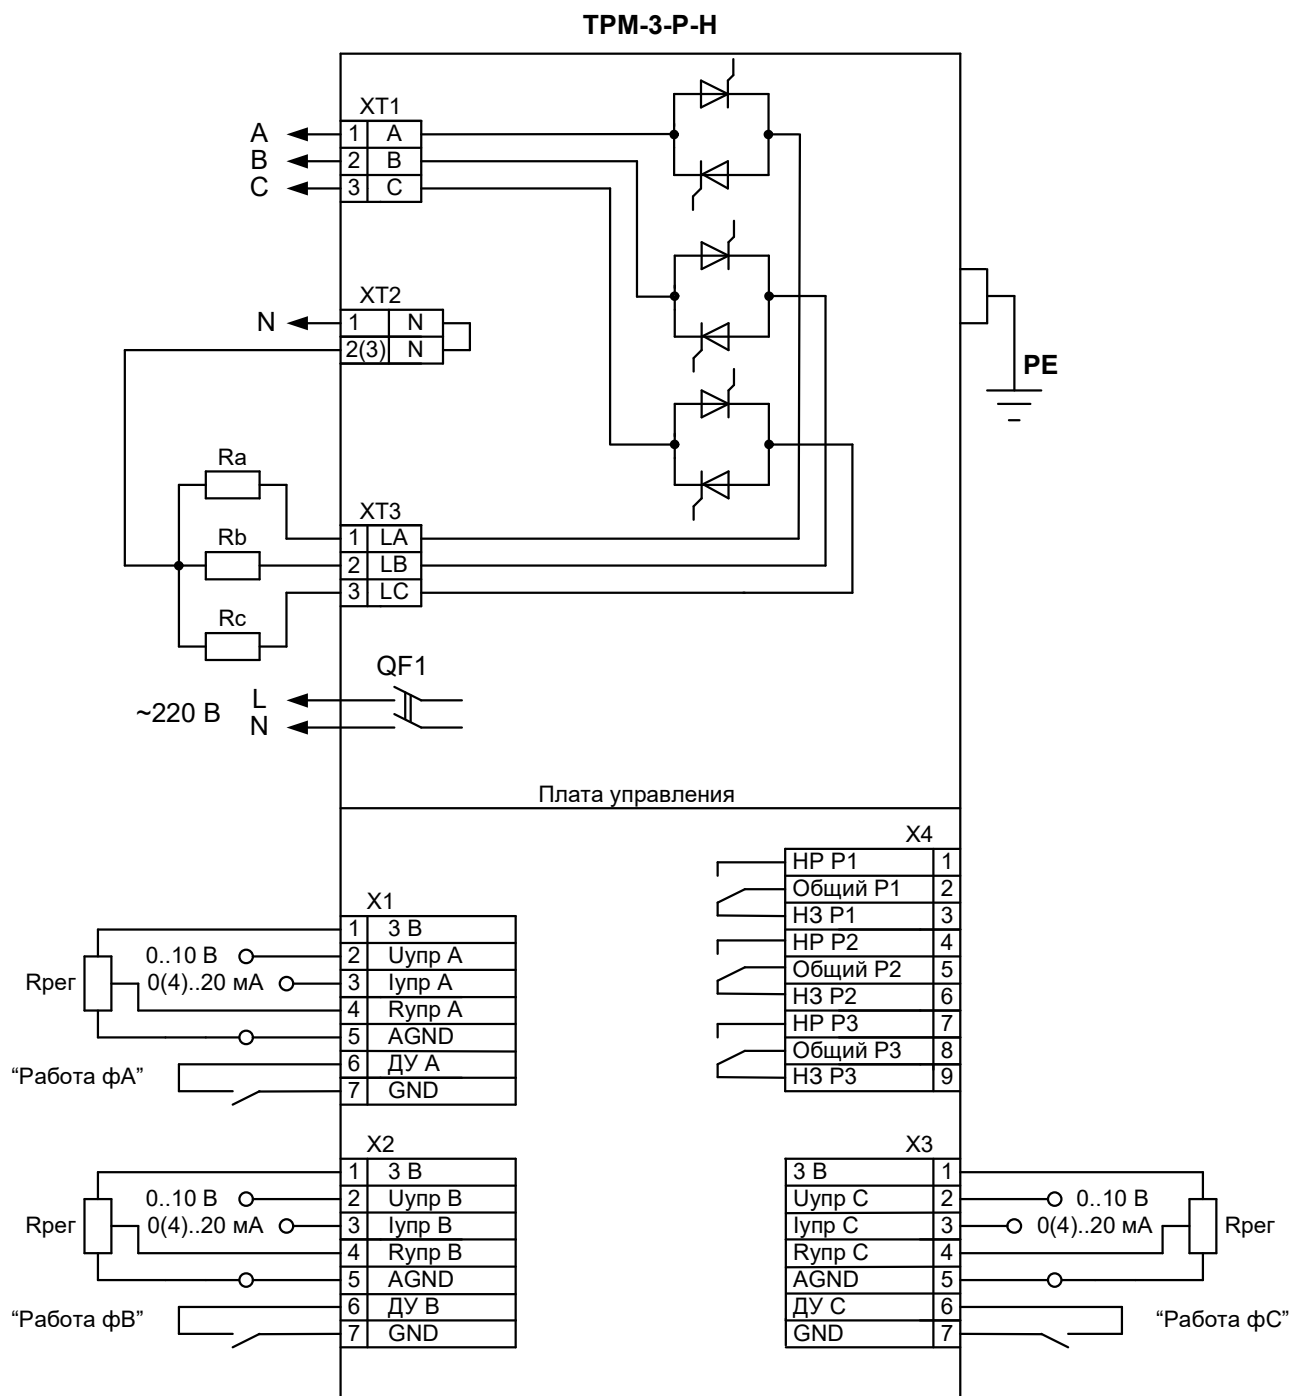 ТРМ-3-Р-Н
XT1
A 1 A
B 2 B
C 3 C
XT2
N 1 N
2(3) N
PE
Ra
XT3
Rb 1 LA
2 LB
Rc 3 LC
QF1
~220 В L
N
Плата управления
X4
НР Р1 1
Общий Р1 2
НЗ Р1 3
НР Р2 4
Общий Р2 5
НЗ Р2 6
НР Р3 7
Общий Р3 8
НЗ Р3 9
X1
1 3 В
0..10 В 2 Uупр А
Rрег 0(4)..20 мА 3 Iупр А
4 Rупр А
5 AGND
“Работа фА” 6 ДУ А
7 GND
X2
1 3 В
0..10 В 2 Uупр В
Rрег 0(4)..20 мА 3 Iупр В
4 Rупр В
5 AGND
“Работа фВ” 6 ДУ В
7 GND
X3
3 В 1
Uупр С 2 0..10 В
Iупр С 3 0(4)..20 мА Rрег
Rупр С 4
AGND 5
ДУ С 6 “Работа фС”
GND 7